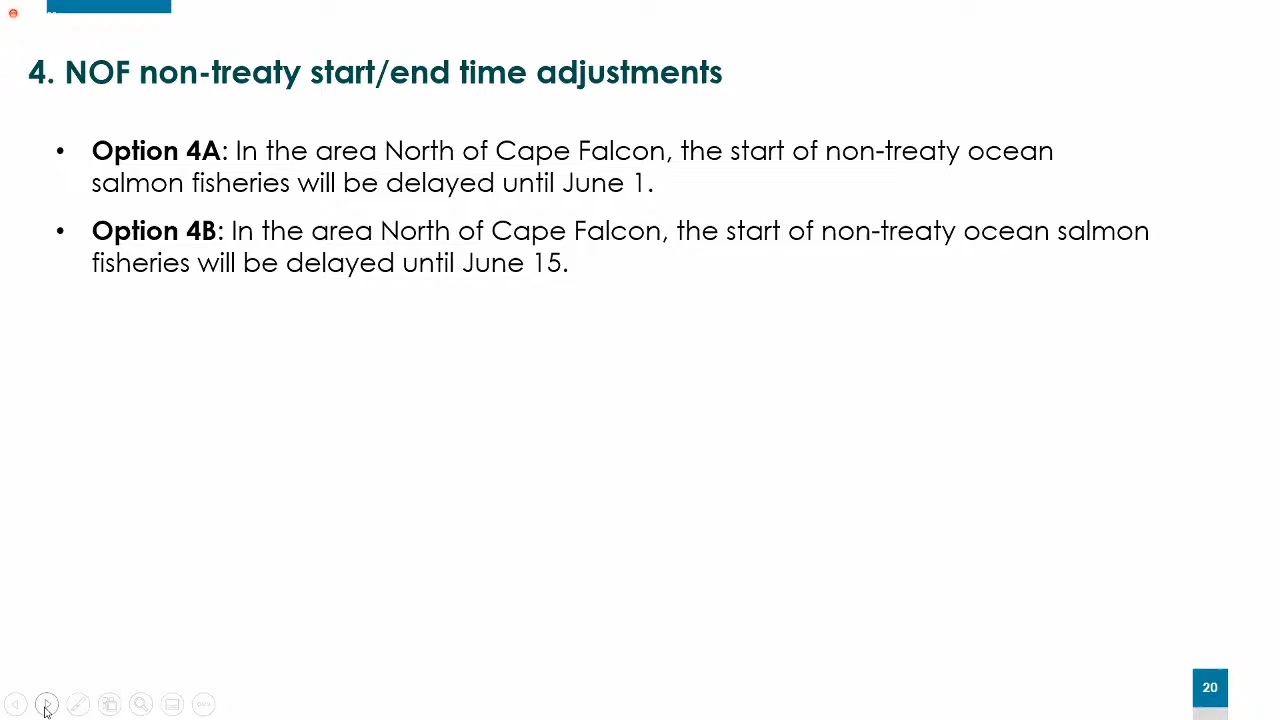 4. NOF non-treaty start/end time adjustments
• Option 4A: In the area North of Cape Falcon, the start of non-treaty ocean
salmon fisheries will be delayed until June 1.
• Option 4B: In the area North of Cape Falcon, the start of non-treaty ocean salmon
fisheries will be delayed until June 15.
20